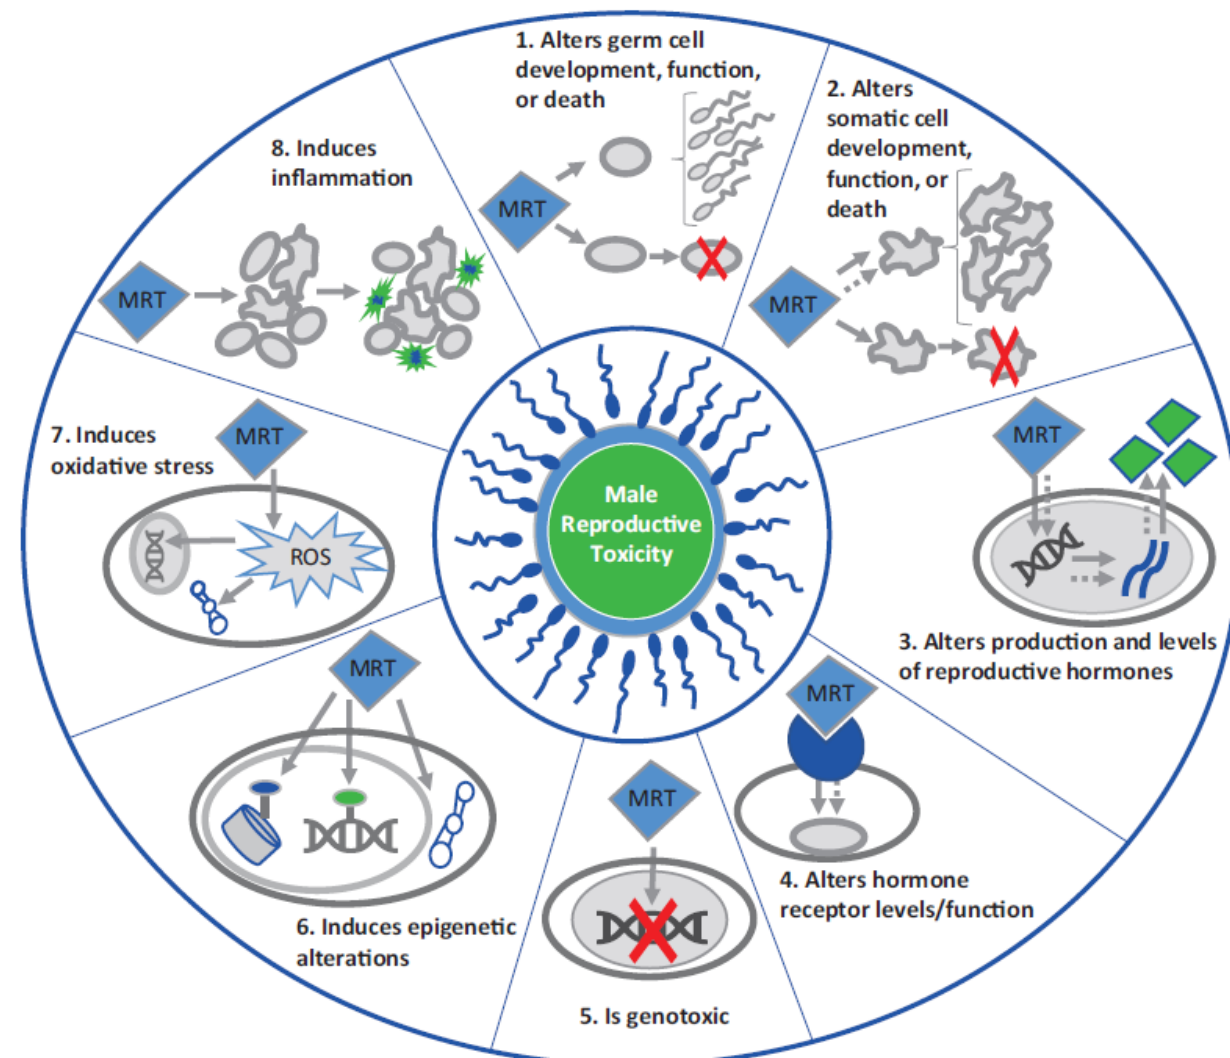 1. Alters germ cell
development, function,
or death
MRT
2. Alters
somatic cell
development,
function, or
death
MRT
MRT
3. Alters production and levels
of reproductive hormones
MRT
4. Alters hormone
receptor levels/function
MRT
5. Is genotoxic
MRT
6. Induces epigenetic
alterations
7. Induces
oxidative stress
MRT
ROS
8. Induces
inflammation
MRT
Male
Reproductive
Toxicity